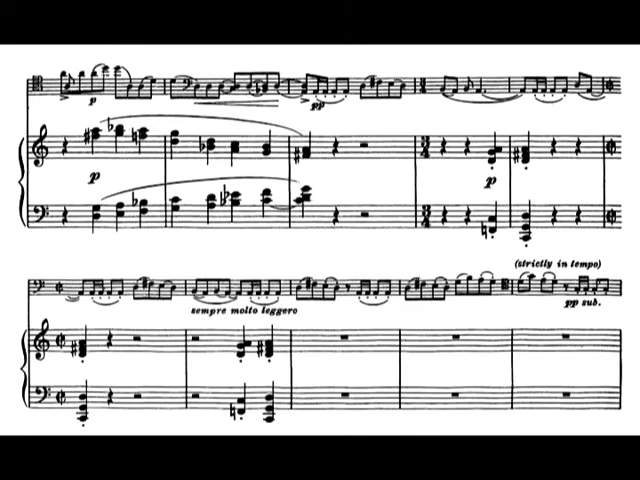 p
pp
p
p
(strictly in tempo)
sempre molto leggero
pp sub.